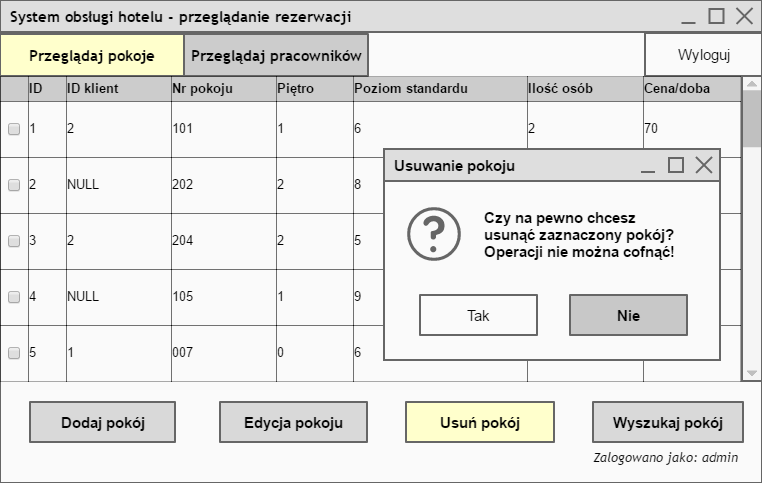 System obsługi hotelu - przeglądanie rezerwacji
Przeglądaj pokoje Przeglądaj pracowników Wyloguj
ID ID klient Nr pokoju Piętro Poziom standardu Ilość osób Cena/doba
1 2 101 1 6 2 70
2 NULL 202 2 8
3 2 204 2 5
4 NULL 105 1 9
5 1 007 0 6
Usuwanie pokoju
?
Czy na pewno chcesz
usunąć zaznaczony pokój?
Operacji nie można cofnąć!
Tak Nie
Dodaj pokój Edycja pokoju Usuń pokój Wyszukaj pokój
Zalogowano jako: admin